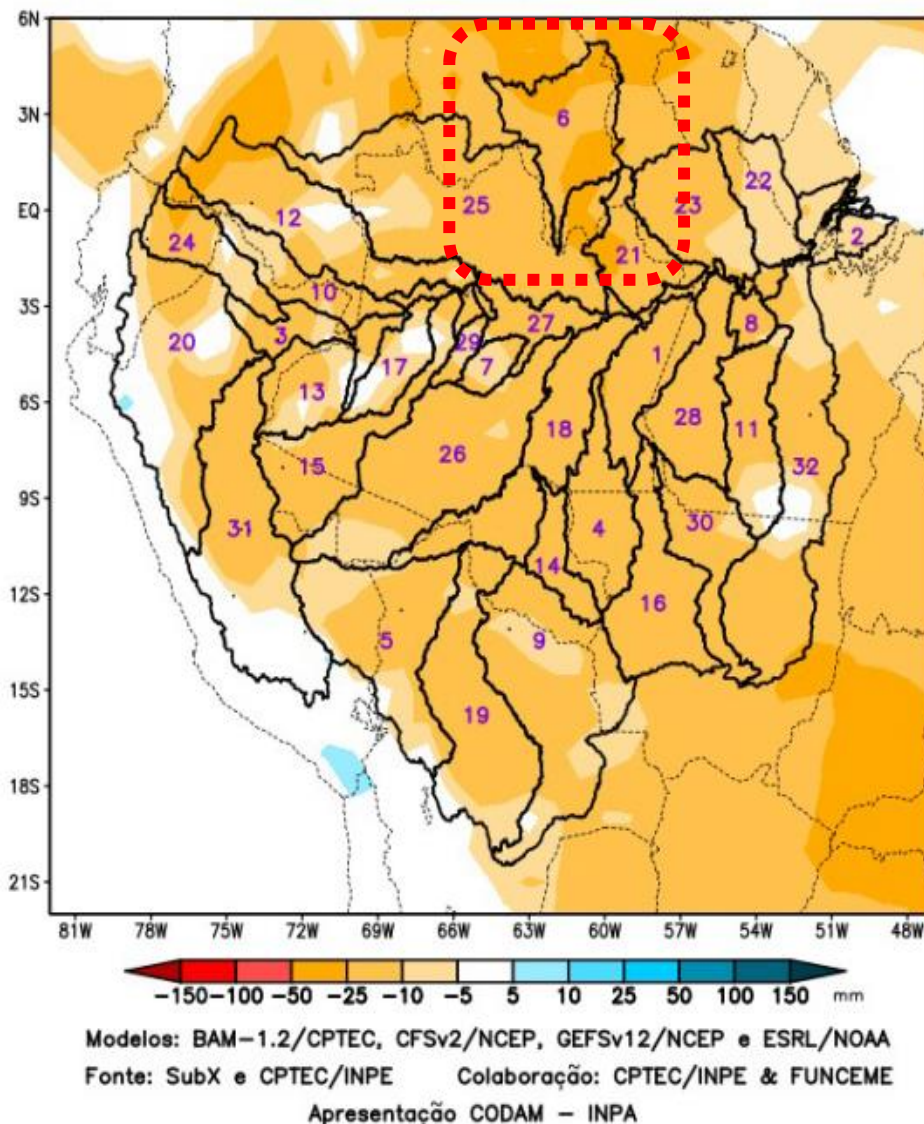 6N
3N
EQ
3S
6S
9S
12S
15S
18S
21S
6
22
25
23
12
2
24
21
10
27
8
20
3
29
1
17
7
13
28
18
11
26
15
32
30
31
4
14
16
5
9
19
81W 78W 75W 72W 69W 66W 63W 60W 57W 54W 51W 48W
−150 −100 −50 −25 −10 −5 5 10 25 50 100 150 mm
Modelos: BAM−1.2/CPTEC, CFSv2/NCEP, GEFSv12/NCEP e ESRL/NOAA
Fonte: SubX e CPTEC/INPE Colaboração: CPTEC/INPE & FUNCEME
Apresentação CODAM − INPA